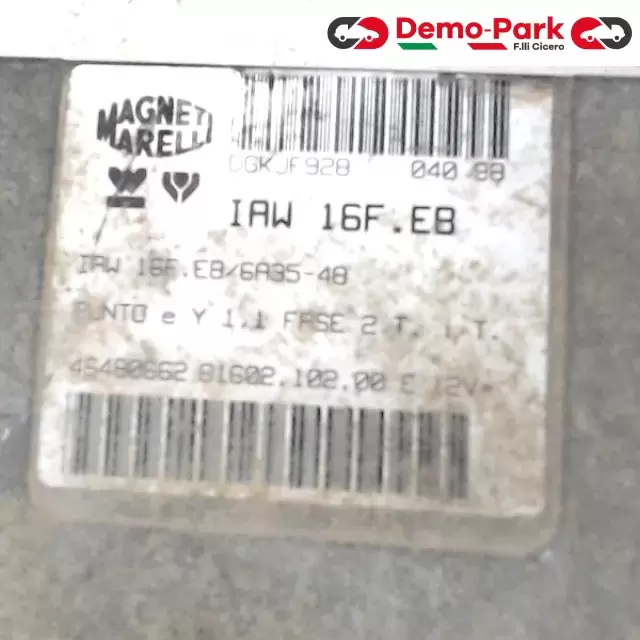 Demo-Park
F.lli Cicero
MAGNETI
MARELLI
DGKJF928 040 98
IAW 16F.EB
IAW 16F.EB/6A35-48
PUNTO e Y 1.1 FASE 2 T. I.T.
46480662 81602.102.00 E 12V